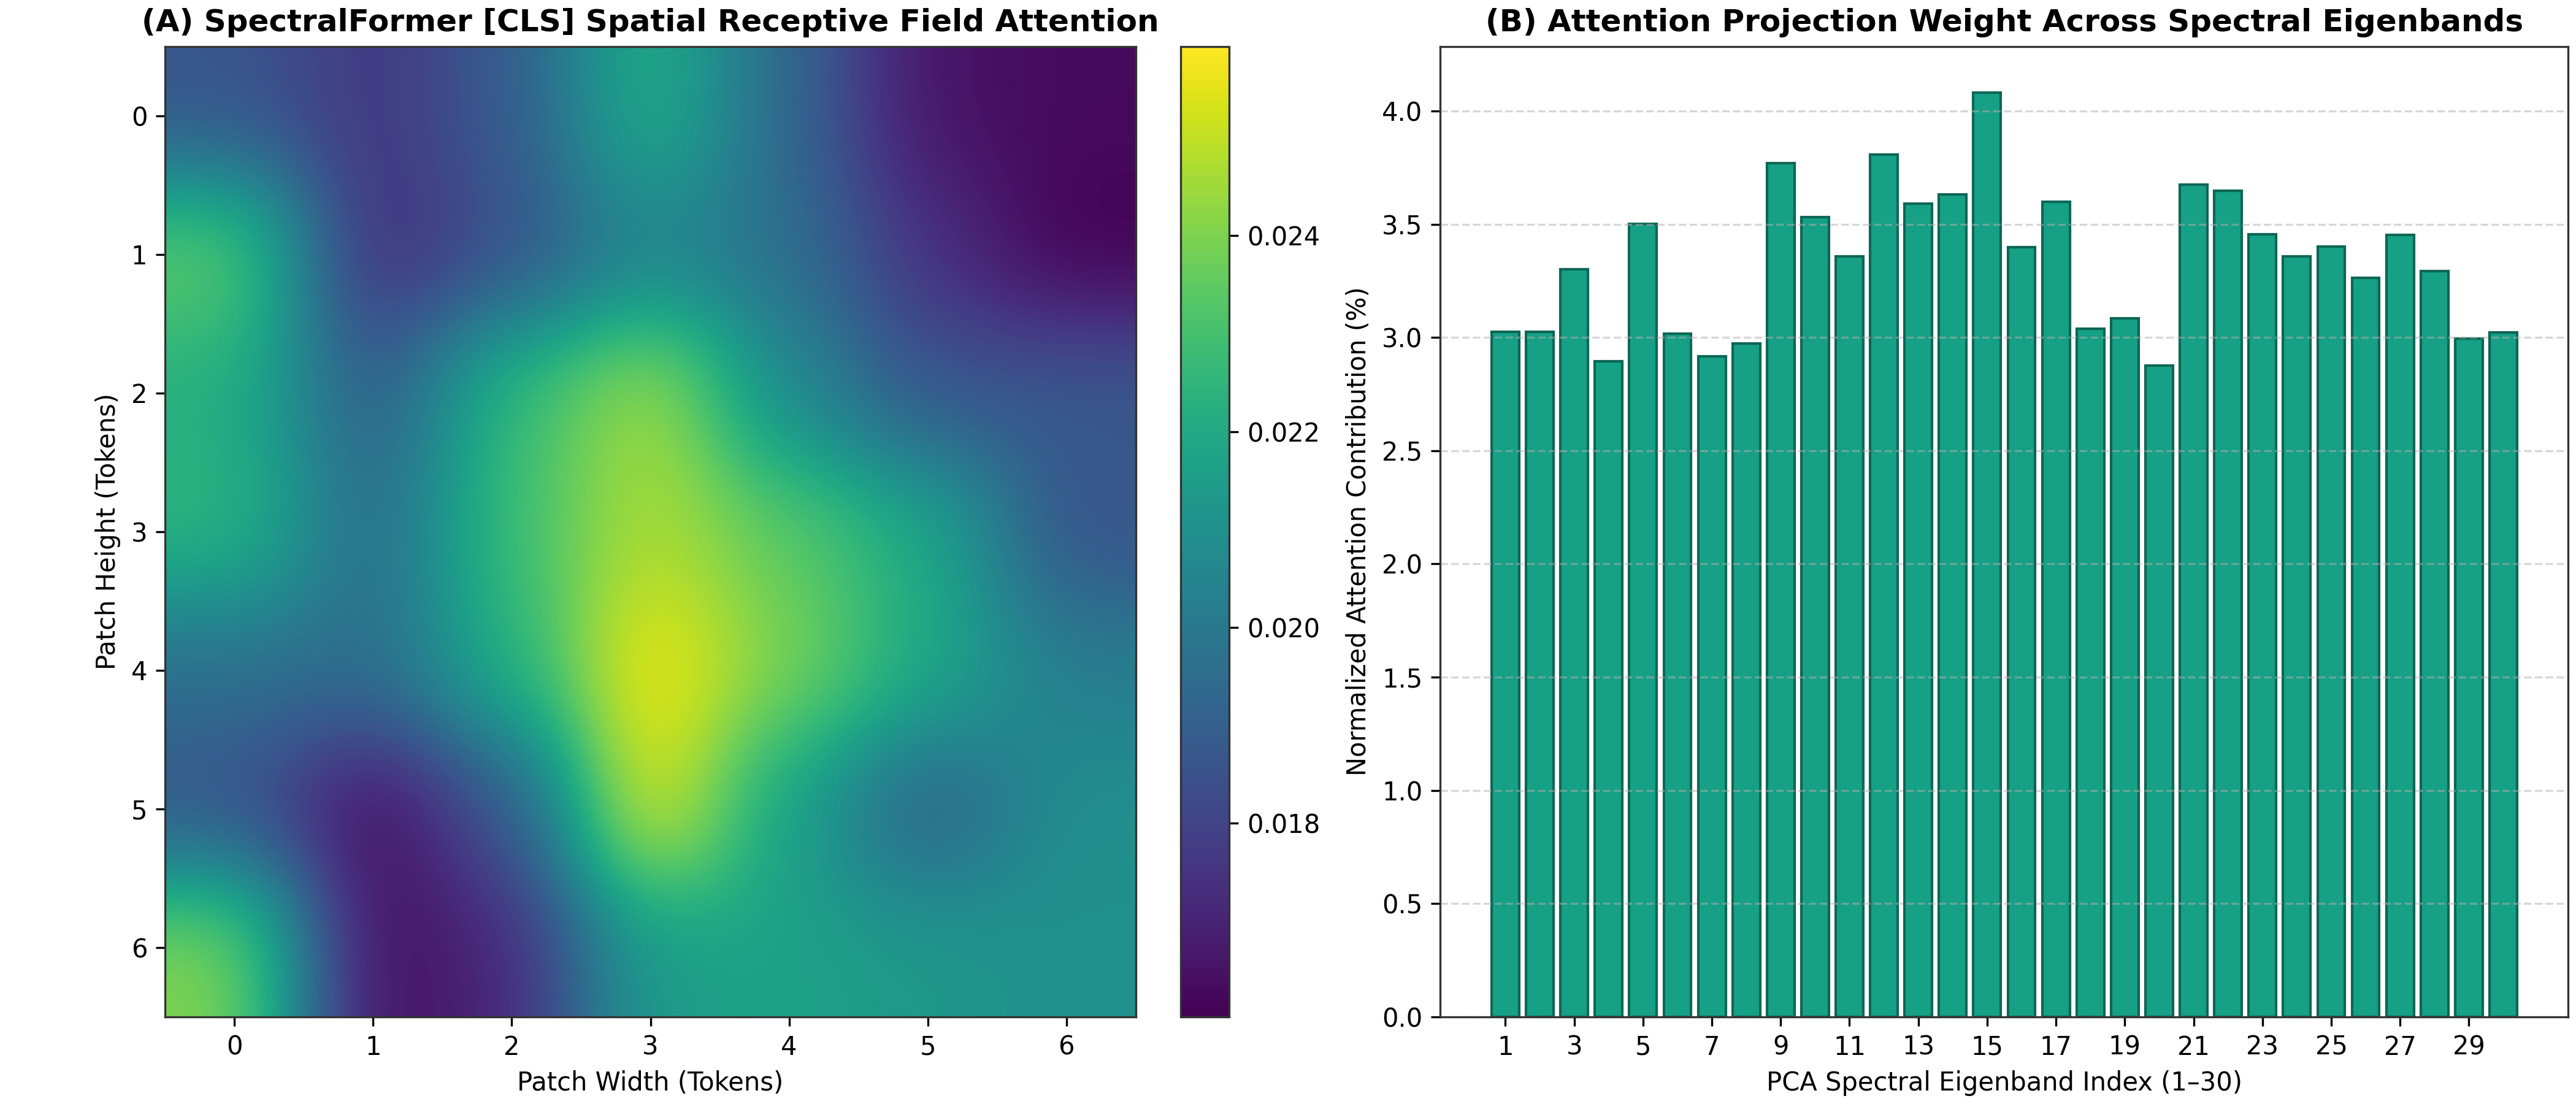 (A) SpectralFormer [CLS] Spatial Receptive Field Attention
Patch Height (Tokens)
0
1
2
3
4
5
6
0 1 2 3 4 5 6
Patch Width (Tokens)
0.024
0.022
0.020
0.018
(B) Attention Projection Weight Across Spectral Eigenbands
Normalized Attention Contribution (%)
4.0
3.5
3.0
2.5
2.0
1.5
1.0
0.5
0.0
1 3 5 7 9 11 13 15 17 19 21 23 25 27 29
PCA Spectral Eigenband Index (1–30)